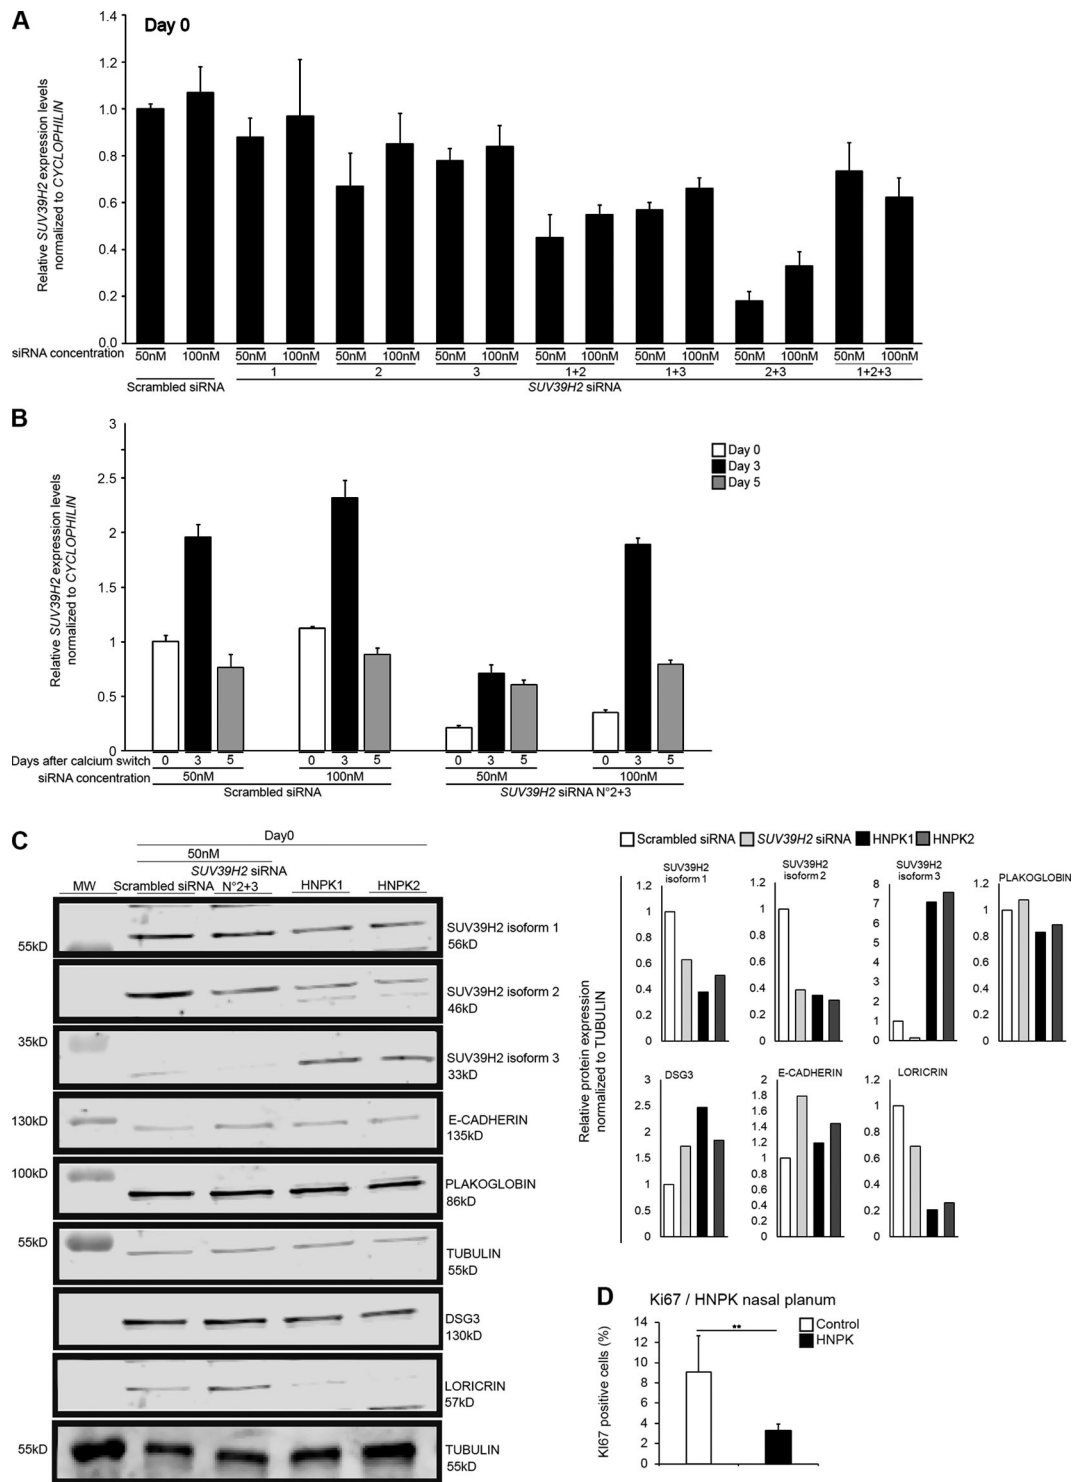 A
Day 0
Relative SUV39H2 expression levels
normalized to CYCLOPHILIN
1.4
1.2
1.0
0.8
0.6
0.4
0.2
0.0
siRNA concentration
50nM 100nM 50nM 100nM 50nM 100nM 50nM 100nM 50nM 100nM 50nM 100nM 50nM 100nM 50nM 100nM
1 2 3 1+2 1+3 2+3 1+2+3
Scrambled siRNA SUV39H2 siRNA
B
Relative SUV39H2 expression levels
normalized to CYCLOPHILIN
3
2.5
2
1.5
1
0.5
0
Day 0
Day 3
Day 5
Days after calcium switch 0 3 5 0 3 5 0 3 5 0 3 5
siRNA concentration 50nM 100nM 50nM 100nM
Scrambled siRNA SUV39H2 siRNA N°2+3
C
Day0
50nM
SUV39H2 siRNA
MW Scrambled siRNA N°2+3 HNPK1 HNPK2
55kD
SUV39H2 isoform 1
56kD
SUV39H2 isoform 2
46kD
35kD
SUV39H2 isoform 3
33kD
130kD
E-CADHERIN
135kD
100kD
PLAKOGLOBIN
86kD
55kD
TUBULIN
55kD
DSG3
130kD
LORICRIN
57kD
55kD
TUBULIN
55kD
Scrambled siRNA SUV39H2 siRNA HNPK1 HNPK2
Relative protein expression
normalized to TUBULIN
SUV39H2
isoform 1
1.2
1
0.8
0.6
0.4
0.2
0
SUV39H2
isoform 2
1.2
1
0.8
0.6
0.4
0.2
0
SUV39H2
isoform 3
8
7
6
5
4
3
2
1
0
PLAKOGLOBIN
1.2
1
0.8
0.6
0.4
0.2
0
DSG3
3
2.5
2
1.5
1
0.5
0
E-CADHERIN
2
1.8
1.6
1.4
1.2
1
0.8
0.6
0.4
0.2
0
LORICRIN
1.2
1
0.8
0.6
0.4
0.2
0
D
Ki67 / HNPK nasal planum
KI67 positive cells (%)
14
12
10
8
6
4
2
0
**
Control
HNPK